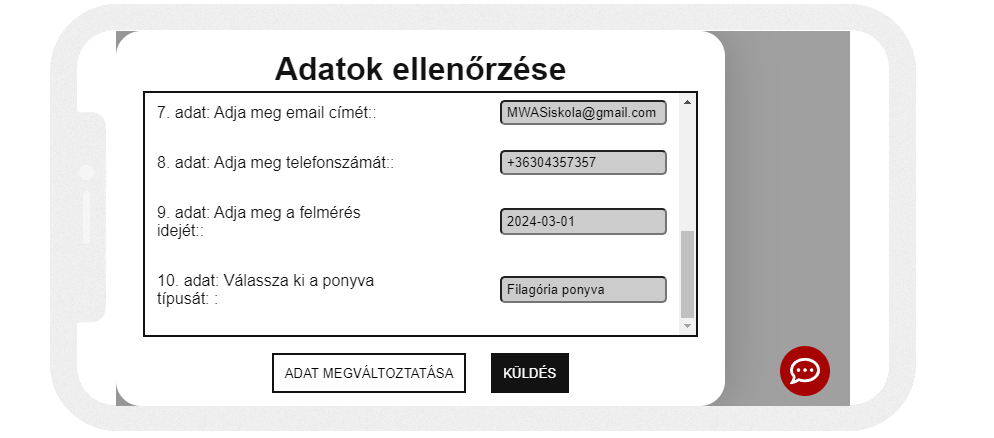 Adatok ellenőrzése
7. adat: Adja meg email címét::
MWASiskola@gmail.com
8. adat: Adja meg telefonszámát::
+36304357357
9. adat: Adja meg a felmérés
idejét::
2024-03-01
10. adat: Válassza ki a ponyva
típusát: :
Filagória ponyva
ADAT MEGVÁLTOZTATÁSA
KÜLDÉS